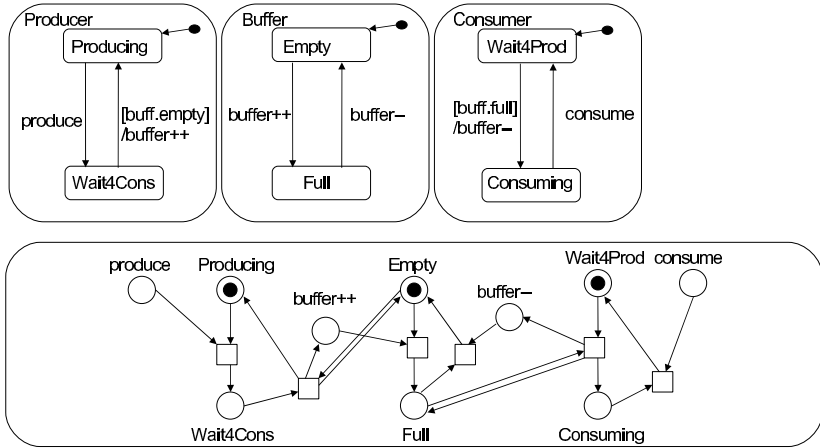 Producer
Buffer
Consumer
Producing
Empty
Wait4Prod
produce
[buff.empty]
/buffer++
buffer++
buffer–
[buff.full]
/buffer–
consume
Wait4Cons
Full
Consuming
produce
Producing
Empty
Wait4Prod
consume
buffer++
buffer–
Wait4Cons
Full
Consuming